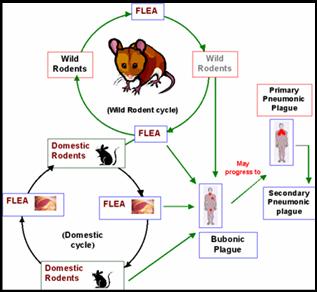 FLEA
Wild
Rodents
Wild
Rodents
(Wild Rodent cycle)
FLEA
Primary
Pneumonic
Plague
Domestic
Rodents
May
progress to
FLEA
FLEA
Secondary
Pneumonic
plague
(Domestic
cycle)
Bubonic
Plague
Domestic
Rodents